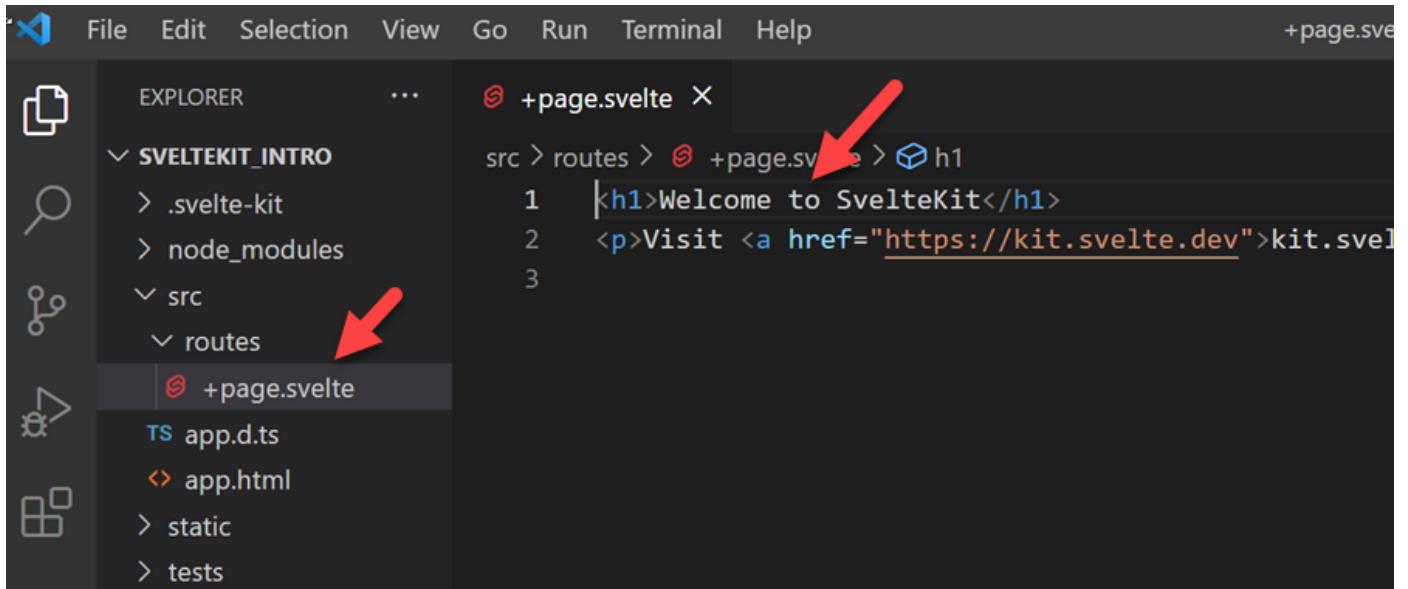 File Edit Selection View Go Run Terminal Help +page.sve
EXPLORER ...
+page.svelte
SVELTEKIT_INTRO
src > routes > +page.sv e > h1
.svelte-kit
node_modules
src
routes
+page.svelte
TS app.d.ts
<> app.html
static
tests
1 <h1>Welcome to SvelteKit</h1>
2 <p>Visit <a href="https://kit.svelte.dev">kit.svel
3